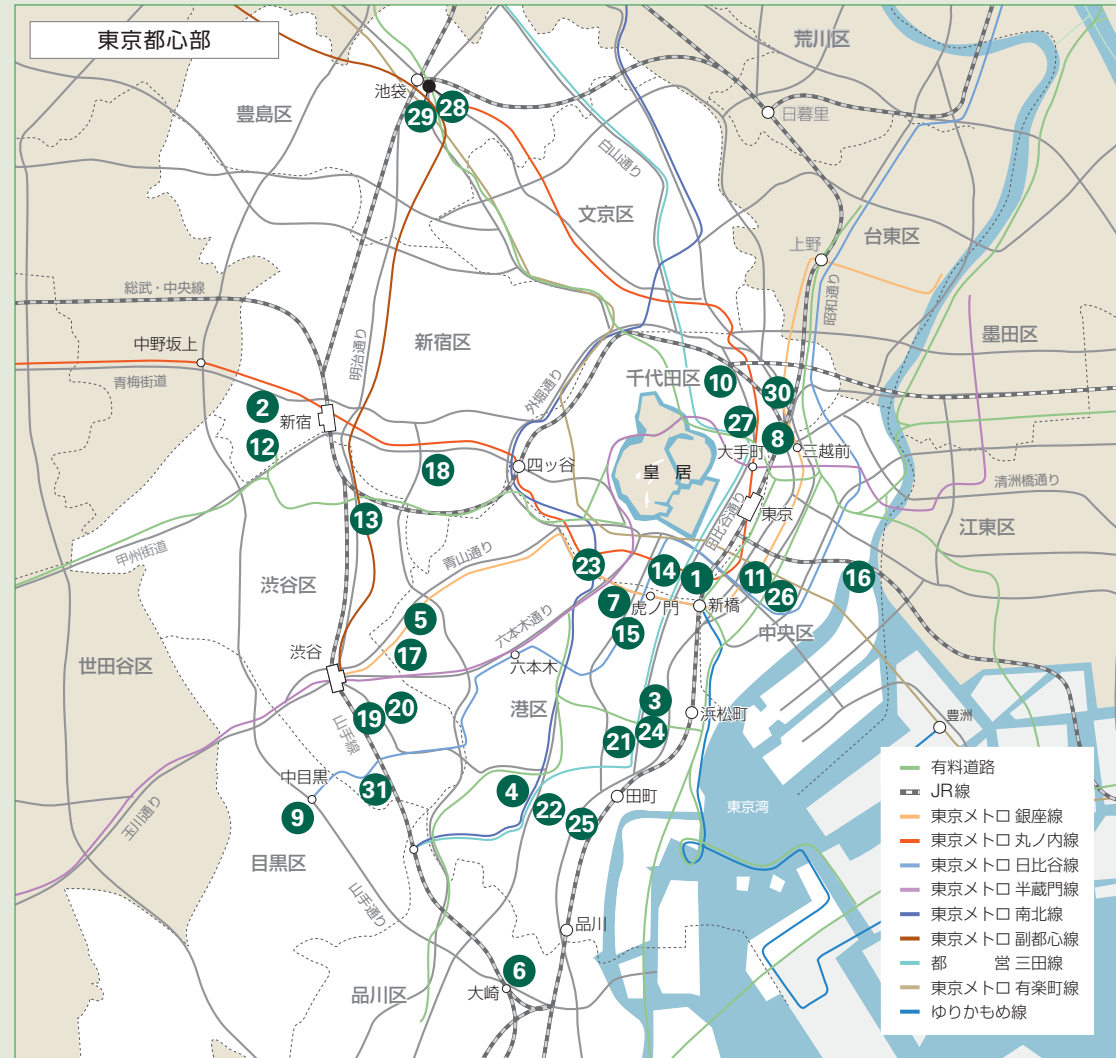 東京都心部
荒川区
池袋
豊島区
29
28
日暮里
白山通り
文京区
台東区
上野
昭和通り
総武・中央線
中野坂上
明治通り
新宿区
墨田区
青梅街道
外堀通り
千代田区
10
30
2
新宿
27
8
12
大手町
三越前
18
四ッ谷
皇居
清洲橋通り
13
日比谷通り
東京
江東区
甲州街道
青山通り
23
14
1
11
16
渋谷区
26
7
虎ノ門
新橋
5
15
中央区
六本木通り
渋谷
17
六本木
世田谷区
3
19
20
港区
浜松町
豊洲
山手線
21
24
中目黒
31
4
田町
東京湾
9
22
25
玉川通り
目黒区
山手通り
品川
6
大崎
品川区
有料道路
JR線
東京メトロ 銀座線
東京メトロ 丸ノ内線
東京メトロ 日比谷線
東京メトロ 半蔵門線
東京メトロ 南北線
東京メトロ 副都心線
都 営 三田線
東京メトロ 有楽町線
ゆりかもめ線